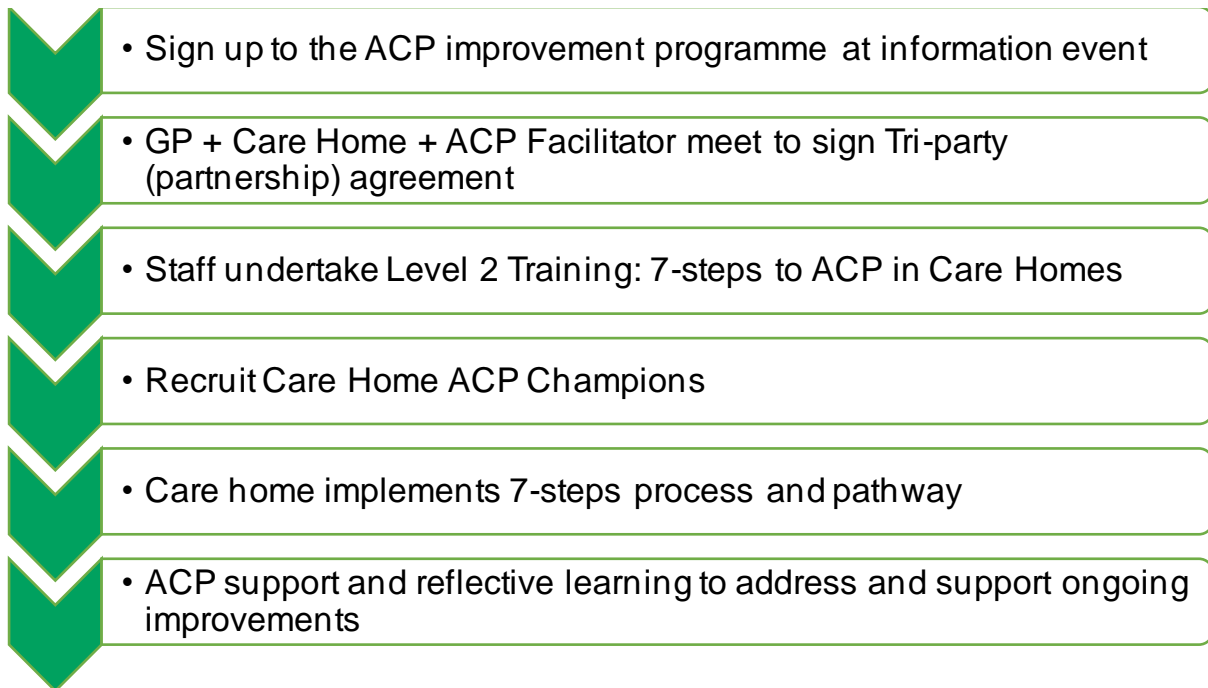 • Sign up to the ACP improvement programme at information event
• GP + Care Home + ACP Facilitator meet to sign Tri-party
(partnership) agreement
• Staff undertake Level 2 Training: 7-steps to ACP in Care Homes
• Recruit Care Home ACP Champions
• Care home implements 7-steps process and pathway
• ACP support and reflective learning to address and support ongoing
improvements